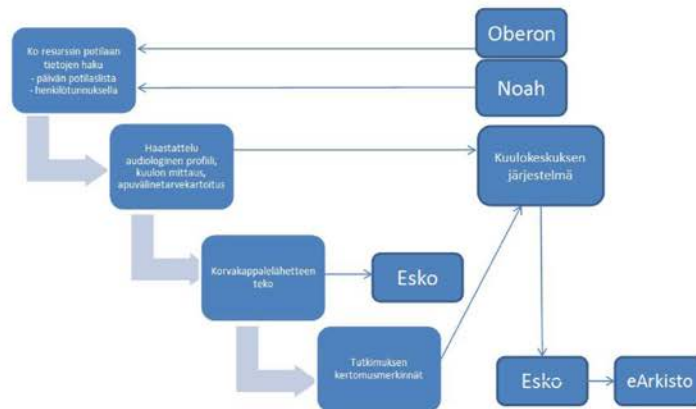 Ko resurssin potilaan
tietojen haku
- päivän potilaslista
- henkilötunnuksella
Oberon
Noah
Haastattelu
audiologinen profiili,
kuulon mittaus,
apuvälinetarvekartoitus
Kuulokeskuksen
järjestelmä
Korvakappalelähetteen
teko
Esko
Tutkimuksen
kertomusmerkinnät
Esko
eArkisto